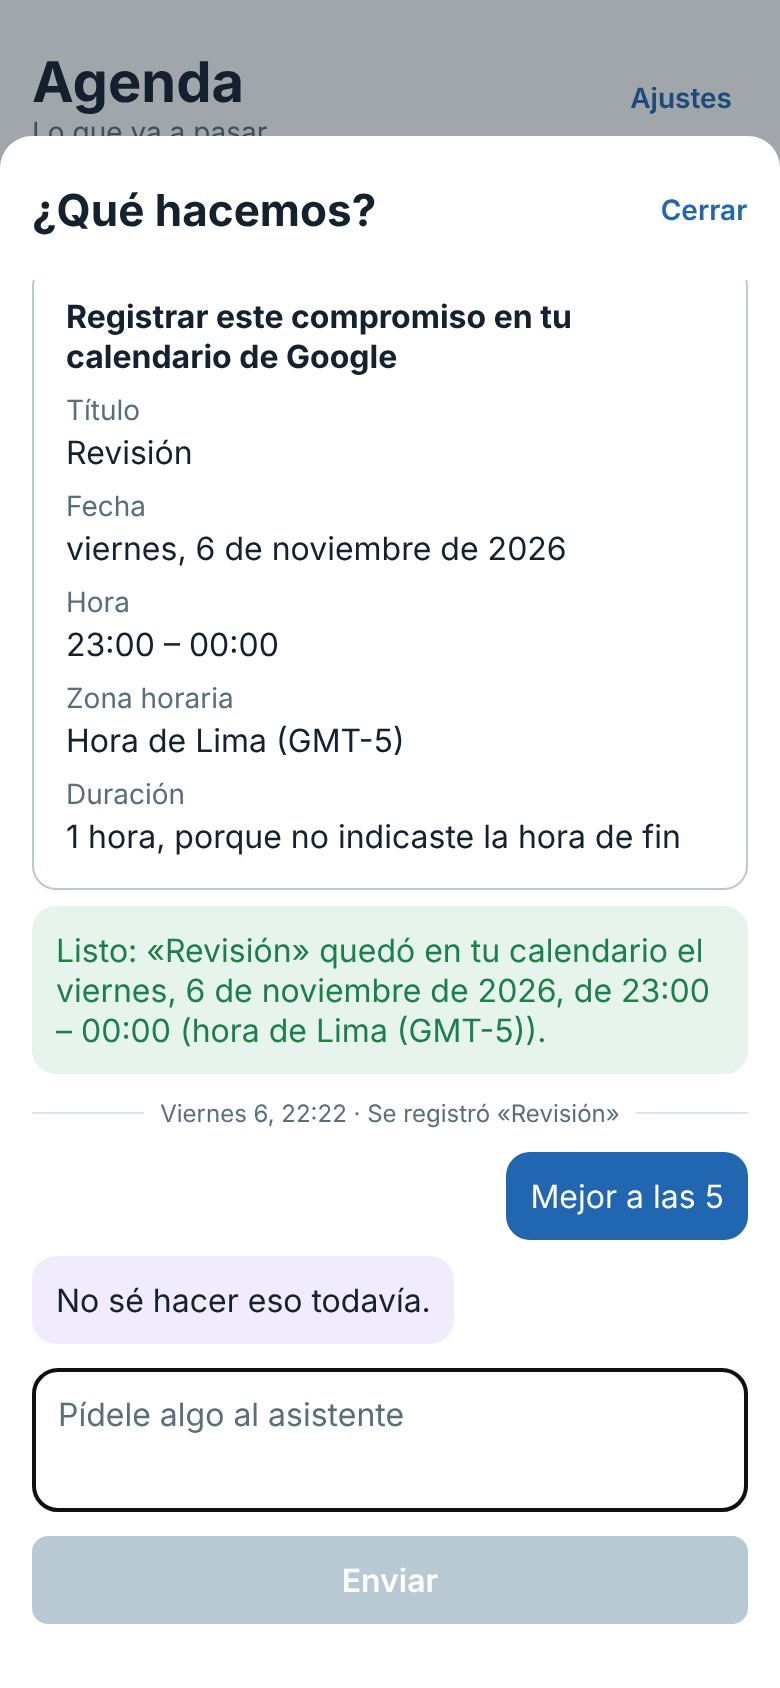 Agenda
Ajustes
Lo que va a pasar
¿Qué hacemos?
Cerrar
Registrar este compromiso en tu
calendario de Google
Título
Revisión
Fecha
viernes, 6 de noviembre de 2026
Hora
23:00 – 00:00
Zona horaria
Hora de Lima (GMT-5)
Duración
1 hora, porque no indicaste la hora de fin
Listo: «Revisión» quedó en tu calendario el
viernes, 6 de noviembre de 2026, de 23:00
– 00:00 (hora de Lima (GMT-5)).
Viernes 6, 22:22 · Se registró «Revisión»
Mejor a las 5
No sé hacer eso todavía.
Pídele algo al asistente
Enviar